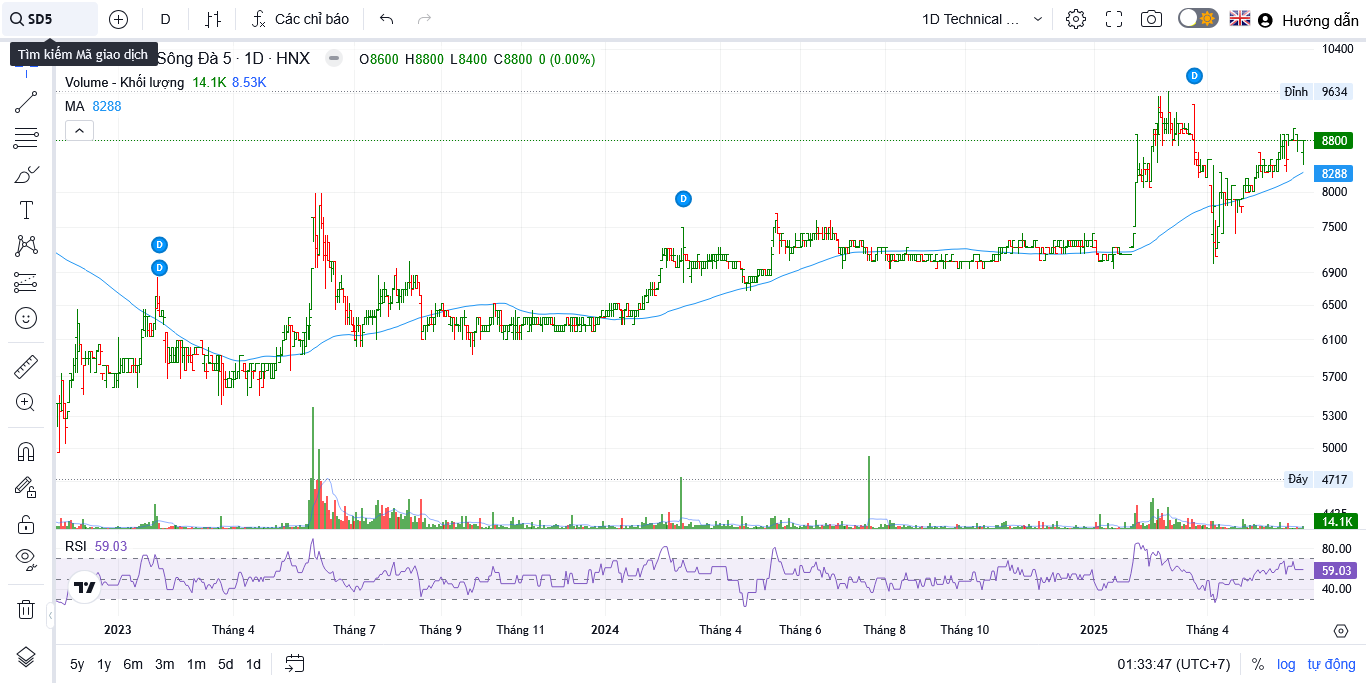 SD5
D
Các chỉ báo
1D Technical ...
Hướng dẫn
Tìm kiếm Mã giao dịch
Sông Đà 5 · 1D · HNX
O8600 H8800 L8400 C8800 0 (0.00%)
Volume - Khối lượng 14.1K 8.53K
MA 8288
10400
D
Đỉnh 9634
8800
8288
8000
D
7500
D
D
6900
6500
6100
5700
5300
5000
Đáy 4717
14.1K
RSI 59.03
80.00
59.03
40.00
2023 Tháng 4 Tháng 7 Tháng 9 Tháng 11 2024 Tháng 4 Tháng 6 Tháng 8 Tháng 10 2025 Tháng 4
5y 1y 6m 3m 1m 5d 1d
01:33:47 (UTC+7) % log tự động